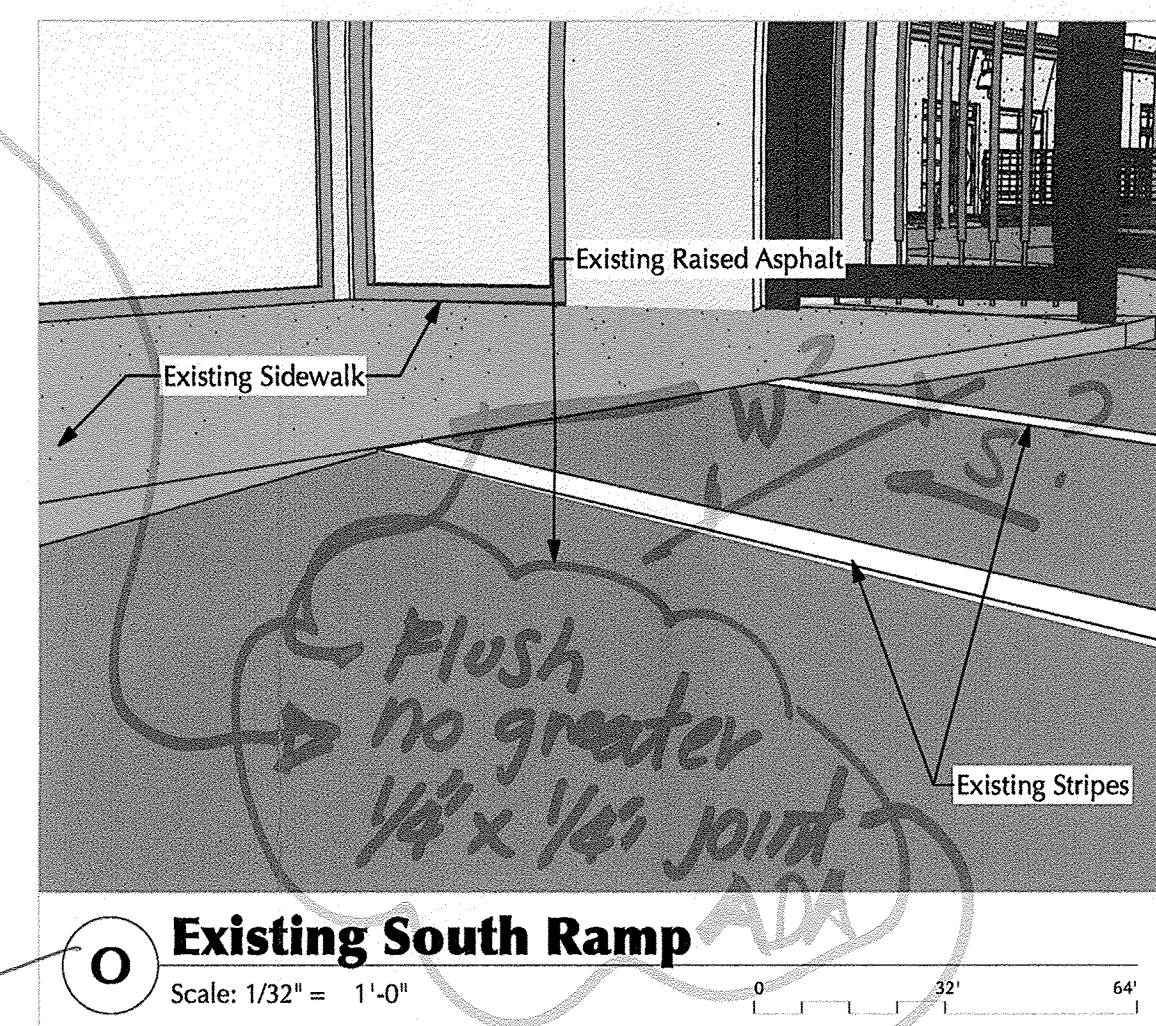 Existing Raised Asphalt
Existing Sidewalk
W?
S?
Flush
no greater
1/4" x 1/4" joint
ADA
Existing Stripes
O
Existing South Ramp
Scale: 1/32" = 1'-0"
0 32' 64'